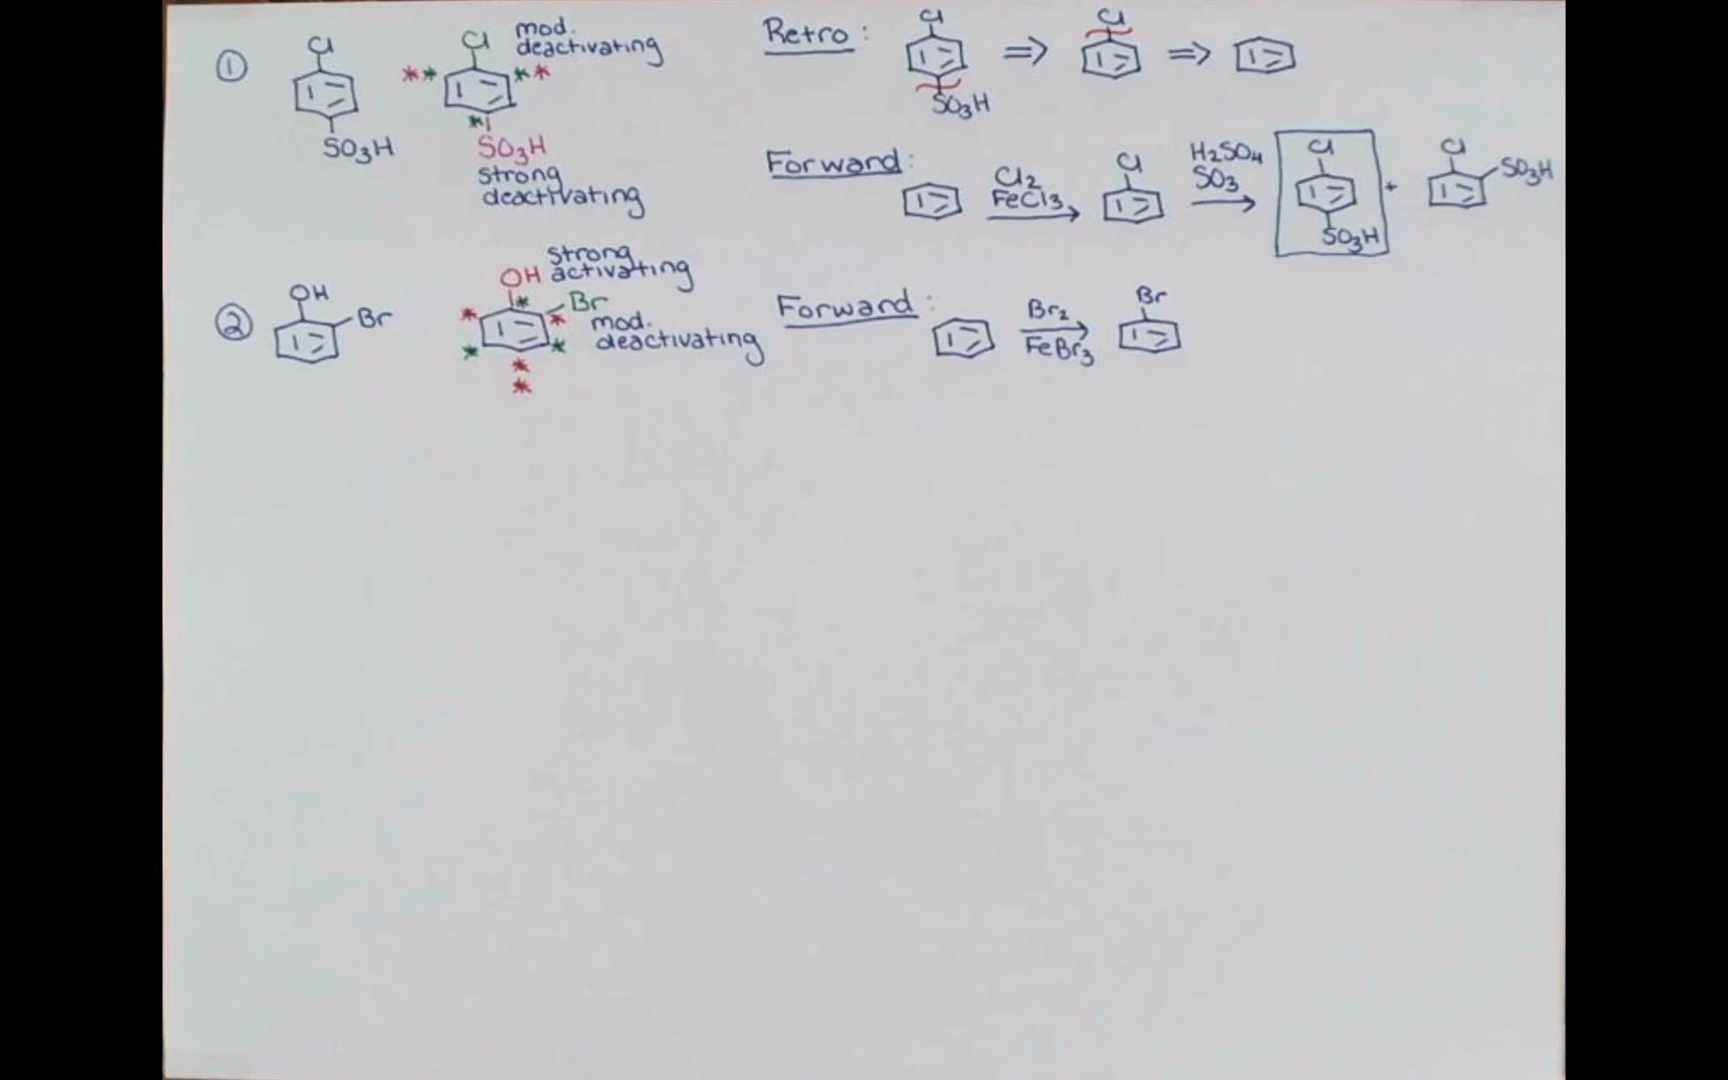 ①
Cl
SO3H
Cl
mod.
deactivating
** **
*
SO3H
strong
deactivating
Retro:
Cl
SO3H
⇒
Cl
⇒
Forward:
Cl2
FeCl3
Cl
H2SO4
SO3
Cl
SO3H
+
Cl
SO3H
②
OH
Br
OH
strong
activating
Br
mod.
deactivating
*
*
*
*
*
*
*
Forward:
Br2
FeBr3
Br